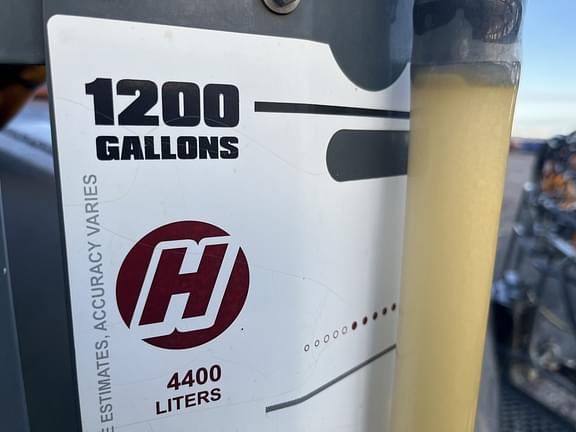 1200
GALLONS
ESTIMATES, ACCURACY VARIES
H
4400
LITERS